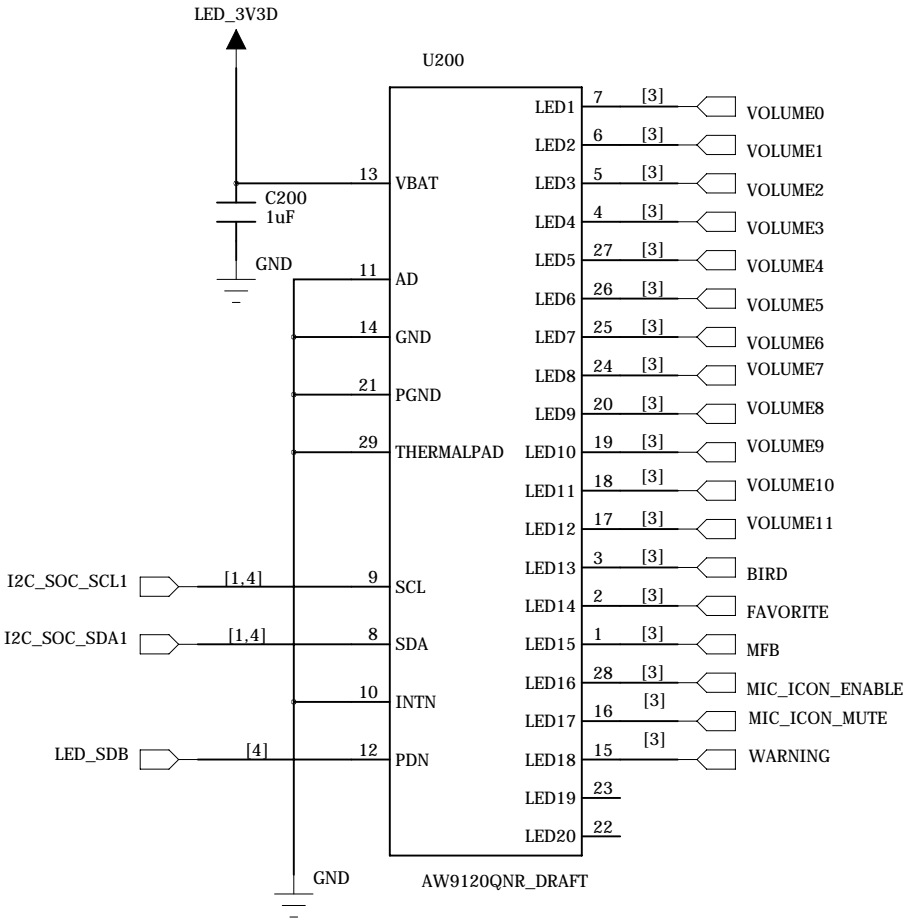 LED_3V3D
U200
7 [3]
LED1
VOLUME0
6 [3]
LED2
VOLUME1
13 VBAT
5 [3]
LED3
VOLUME2
C200
1uF
4 [3]
LED4
VOLUME3
GND
27 [3]
LED5
VOLUME4
11 AD
26 [3]
LED6
VOLUME5
14 GND
25 [3]
LED7
VOLUME6
24 [3]
LED8
VOLUME7
21 PGND
20 [3]
LED9
VOLUME8
29 THERMALPAD
19 [3]
LED10
VOLUME9
18 [3]
LED11
VOLUME10
17 [3]
LED12
VOLUME11
3 [3]
LED13
BIRD
I2C_SOC_SCL1 [1,4] 9 SCL
2 [3]
LED14
FAVORITE
I2C_SOC_SDA1 [1,4] 8 SDA
1 [3]
LED15
MFB
28 [3]
LED16
MIC_ICON_ENABLE
10 INTN
16 [3]
LED17
MIC_ICON_MUTE
LED_SDB [4] 12 PDN
15 [3]
LED18
WARNING
23
LED19
22
LED20
GND
AW9120QNR_DRAFT